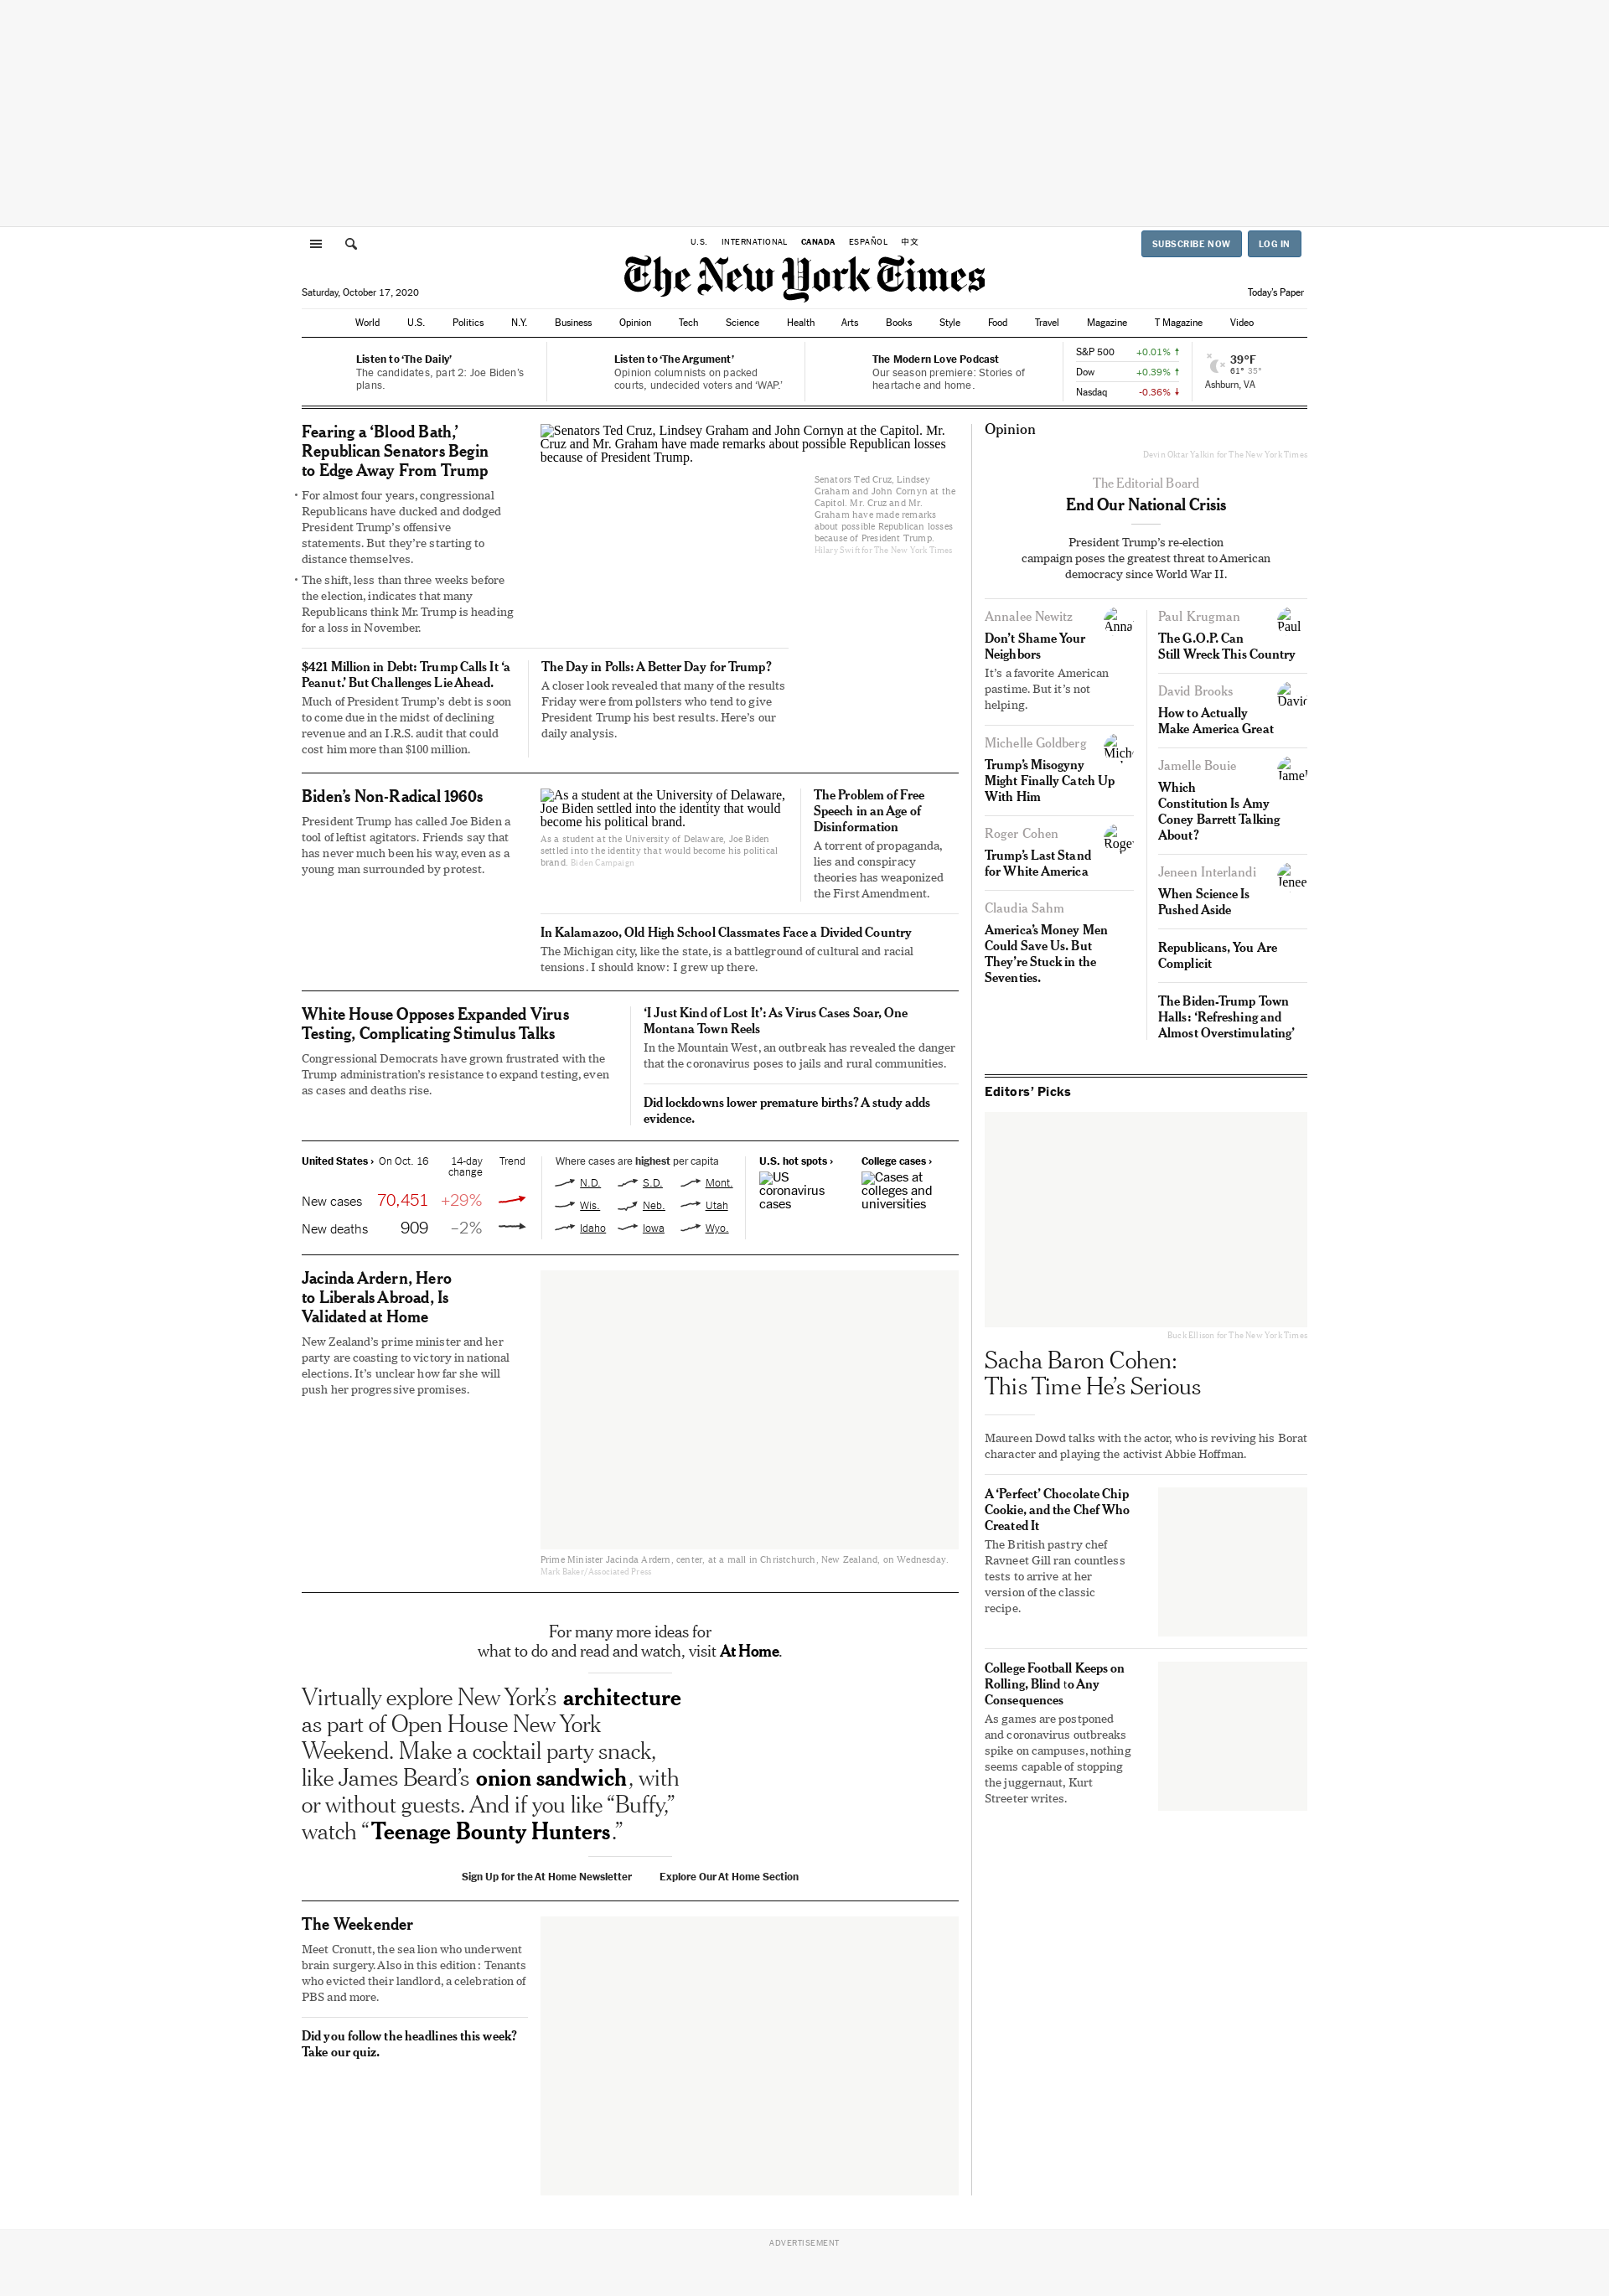 U.S. INTERNATIONAL CANADA ESPAÑOL 中文
SUBSCRIBE NOW LOG IN
The New York Times
Saturday, October 17, 2020
Today’s Paper
World U.S. Politics N.Y. Business Opinion Tech Science Health Arts Books Style Food Travel Magazine T Magazine Video
Listen to ‘The Daily’
The candidates, part 2: Joe Biden’s
plans.
Listen to ‘The Argument’
Opinion columnists on packed
courts, undecided voters and ‘WAP.’
The Modern Love Podcast
Our season premiere: Stories of
heartache and home.
S&P 500 +0.01%
Dow +0.39%
Nasdaq -0.36%
39°F
61° 35°
Ashburn, VA
Fearing a ‘Blood Bath,’
Republican Senators Begin
to Edge Away From Trump
• For almost four years, congressional
Republicans have ducked and dodged
President Trump’s offensive
statements. But they’re starting to
distance themselves.
• The shift, less than three weeks before
the election, indicates that many
Republicans think Mr. Trump is heading
for a loss in November.
Senators Ted Cruz, Lindsey Graham and John Cornyn at the Capitol. Mr.
Cruz and Mr. Graham have made remarks about possible Republican losses
because of President Trump.
Senators Ted Cruz, Lindsey
Graham and John Cornyn at the
Capitol. Mr. Cruz and Mr.
Graham have made remarks
about possible Republican losses
because of President Trump.
Hilary Swift for The New York Times
$421 Million in Debt: Trump Calls It ‘a
Peanut.’ But Challenges Lie Ahead.
Much of President Trump’s debt is soon
to come due in the midst of declining
revenue and an I.R.S. audit that could
cost him more than $100 million.
The Day in Polls: A Better Day for Trump?
A closer look revealed that many of the results
Friday were from pollsters who tend to give
President Trump his best results. Here’s our
daily analysis.
Biden’s Non-Radical 1960s
President Trump has called Joe Biden a
tool of leftist agitators. Friends say that
has never much been his way, even as a
young man surrounded by protest.
As a student at the University of Delaware,
Joe Biden settled into the identity that would
become his political brand.
As a student at the University of Delaware, Joe Biden
settled into the identity that would become his political
brand. Biden Campaign
The Problem of Free
Speech in an Age of
Disinformation
A torrent of propaganda,
lies and conspiracy
theories has weaponized
the First Amendment.
In Kalamazoo, Old High School Classmates Face a Divided Country
The Michigan city, like the state, is a battleground of cultural and racial
tensions. I should know: I grew up there.
White House Opposes Expanded Virus
Testing, Complicating Stimulus Talks
Congressional Democrats have grown frustrated with the
Trump administration’s resistance to expand testing, even
as cases and deaths rise.
‘I Just Kind of Lost It’: As Virus Cases Soar, One
Montana Town Reels
In the Mountain West, an outbreak has revealed the danger
that the coronavirus poses to jails and rural communities.
Did lockdowns lower premature births? A study adds
evidence.
United States › On Oct. 16 14-day
change Trend
New cases 70,451 +29%
New deaths 909 –2%
Where cases are highest per capita
N.D. S.D. Mont.
Wis. Neb. Utah
Idaho Iowa Wyo.
U.S. hot spots ›
US
coronavirus
cases
College cases ›
Cases at
colleges and
universities
Jacinda Ardern, Hero
to Liberals Abroad, Is
Validated at Home
New Zealand’s prime minister and her
party are coasting to victory in national
elections. It’s unclear how far she will
push her progressive promises.
Prime Minister Jacinda Ardern, center, at a mall in Christchurch, New Zealand, on Wednesday.
Mark Baker/Associated Press
For many more ideas for
what to do and read and watch, visit At Home.
Virtually explore New York’s architecture
as part of Open House New York
Weekend. Make a cocktail party snack,
like James Beard’s onion sandwich, with
or without guests. And if you like “Buffy,”
watch “Teenage Bounty Hunters.”
Sign Up for the At Home Newsletter Explore Our At Home Section
The Weekender
Meet Cronutt, the sea lion who underwent
brain surgery. Also in this edition: Tenants
who evicted their landlord, a celebration of
PBS and more.
Did you follow the headlines this week?
Take our quiz.
Opinion
Devin Oktar Yalkin for The New York Times
The Editorial Board
End Our National Crisis
President Trump’s re-election
campaign poses the greatest threat to American
democracy since World War II.
Annalee Newitz
Anna
Don’t Shame Your
Neighbors
It’s a favorite American
pastime. But it’s not
helping.
Michelle Goldberg
Miche
Trump’s Misogyny
Might Finally Catch Up
With Him
Roger Cohen
Roger
Trump’s Last Stand
for White America
Claudia Sahm
America’s Money Men
Could Save Us. But
They’re Stuck in the
Seventies.
Paul Krugman
Paul
The G.O.P. Can
Still Wreck This Country
David Brooks
David
How to Actually
Make America Great
Jamelle Bouie
Jamel
Which
Constitution Is Amy
Coney Barrett Talking
About?
Jeneen Interlandi
Jenee
When Science Is
Pushed Aside
Republicans, You Are
Complicit
The Biden-Trump Town
Halls: ‘Refreshing and
Almost Overstimulating’
Editors’ Picks
Buck Ellison for The New York Times
Sacha Baron Cohen:
This Time He’s Serious
Maureen Dowd talks with the actor, who is reviving his Borat
character and playing the activist Abbie Hoffman.
A ‘Perfect’ Chocolate Chip
Cookie, and the Chef Who
Created It
The British pastry chef
Ravneet Gill ran countless
tests to arrive at her
version of the classic
recipe.
College Football Keeps on
Rolling, Blind to Any
Consequences
As games are postponed
and coronavirus outbreaks
spike on campuses, nothing
seems capable of stopping
the juggernaut, Kurt
Streeter writes.
ADVERTISEMENT